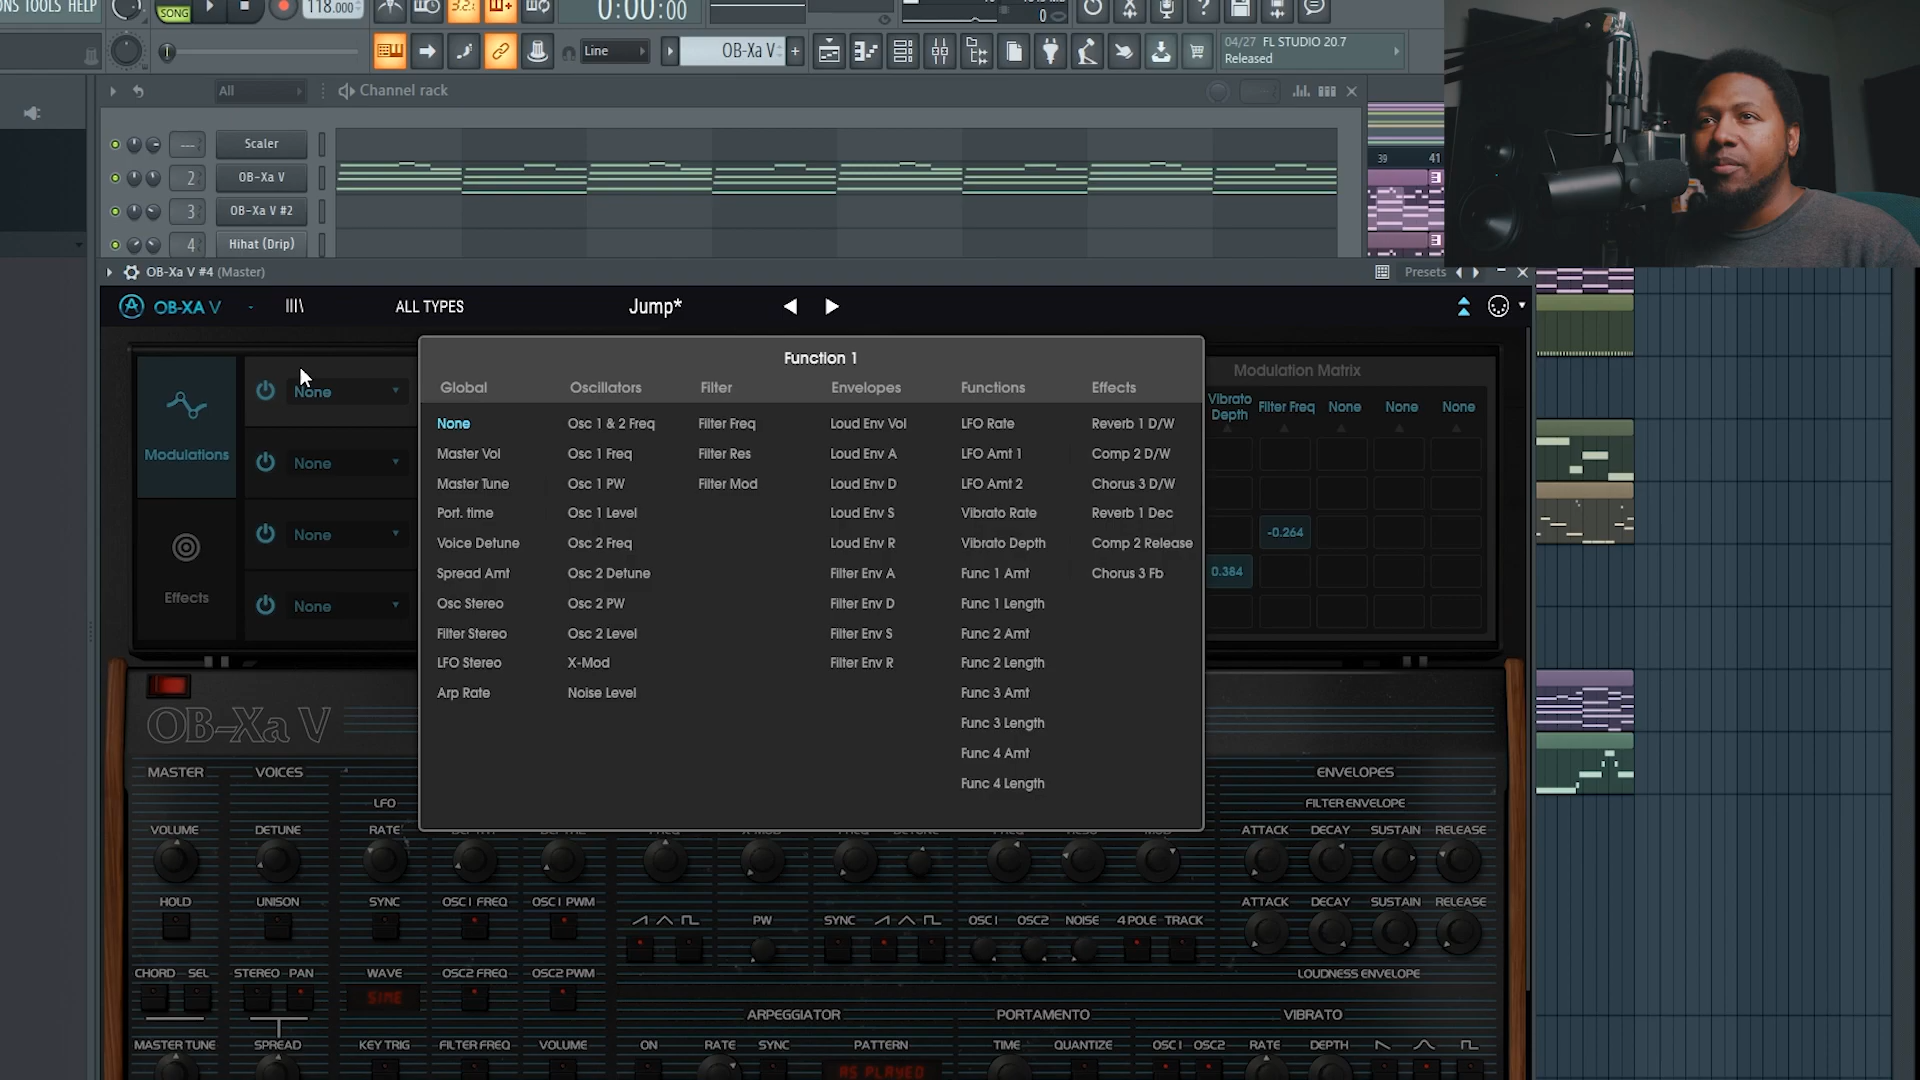 ONS TOOLS HELP
SONG
118.000
3.2:
0:00:00
0
Line
OB-Xa V
04/27 FL STUDIO 20.7
Released
All
Channel rack
---
Scaler
2
OB-Xa V
3
OB-Xa V #2
4
Hihat (Drip)
39 41
OB-Xa V #4 (Master)
Presets
OB-XA V
ALL TYPES
Jump*
Modulations
Effects
None
None
None
None
Function 1
Global
None
Master Vol
Master Tune
Port. time
Voice Detune
Spread Amt
Osc Stereo
Filter Stereo
LFO Stereo
Arp Rate
Oscillators
Osc 1 & 2 Freq
Osc 1 Freq
Osc 1 PW
Osc 1 Level
Osc 2 Freq
Osc 2 Detune
Osc 2 PW
Osc 2 Level
X-Mod
Noise Level
Filter
Filter Freq
Filter Res
Filter Mod
Envelopes
Loud Env Vol
Loud Env A
Loud Env D
Loud Env S
Loud Env R
Filter Env A
Filter Env D
Filter Env S
Filter Env R
Functions
LFO Rate
LFO Amt 1
LFO Amt 2
Vibrato Rate
Vibrato Depth
Func 1 Amt
Func 1 Length
Func 2 Amt
Func 2 Length
Func 3 Amt
Func 3 Length
Func 4 Amt
Func 4 Length
Effects
Reverb 1 D/W
Comp 2 D/W
Chorus 3 D/W
Reverb 1 Dec
Comp 2 Release
Chorus 3 Fb
Modulation Matrix
Vibrato
Depth
Filter Freq
None
None
None
-0.264
0.384
OB-Xa V
MASTER VOICES
ENVELOPES
LFO
FILTER ENVELOPE
VOLUME DETUNE RATE
FREQ DETUNE FREQ
ATTACK DECAY SUSTAIN RELEASE
HOLD UNISON SYNC OSC1 FREQ OSC1 PWM
ATTACK DECAY SUSTAIN RELEASE
PW SYNC OSC1 OSC2 NOISE 4 POLE TRACK
CHORD SEL STEREO PAN WAVE OSC2 FREQ OSC2 PWM
LOUDNESS ENVELOPE
SINE
ARPEGGIATOR PORTAMENTO VIBRATO
MASTER TUNE SPREAD KEY TRIG FILTER FREQ VOLUME ON RATE SYNC PATTERN TIME QUANTIZE OSC1 OSC2 RATE DEPTH
AS PLAYED